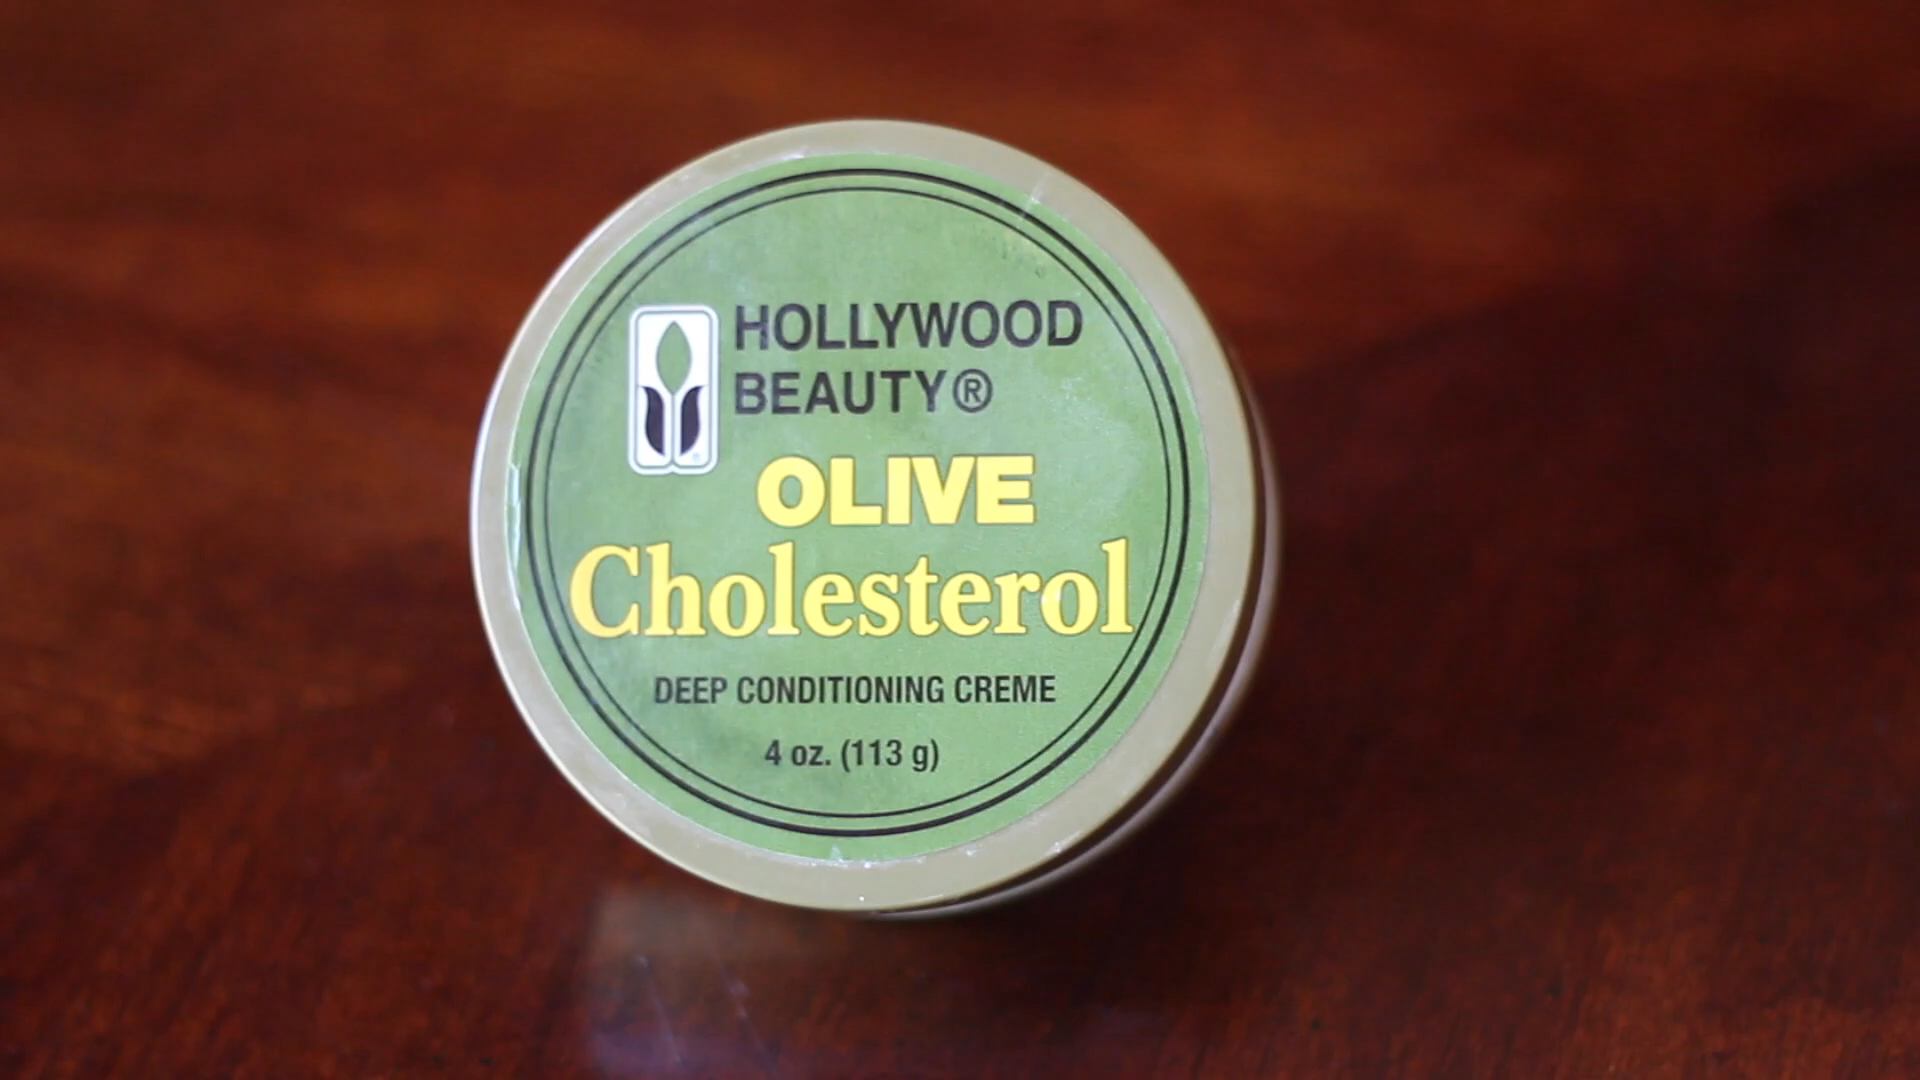 HOLLYWOOD
BEAUTY®
OLIVE
Cholesterol
DEEP CONDITIONING CREME
4 oz. (113 g)